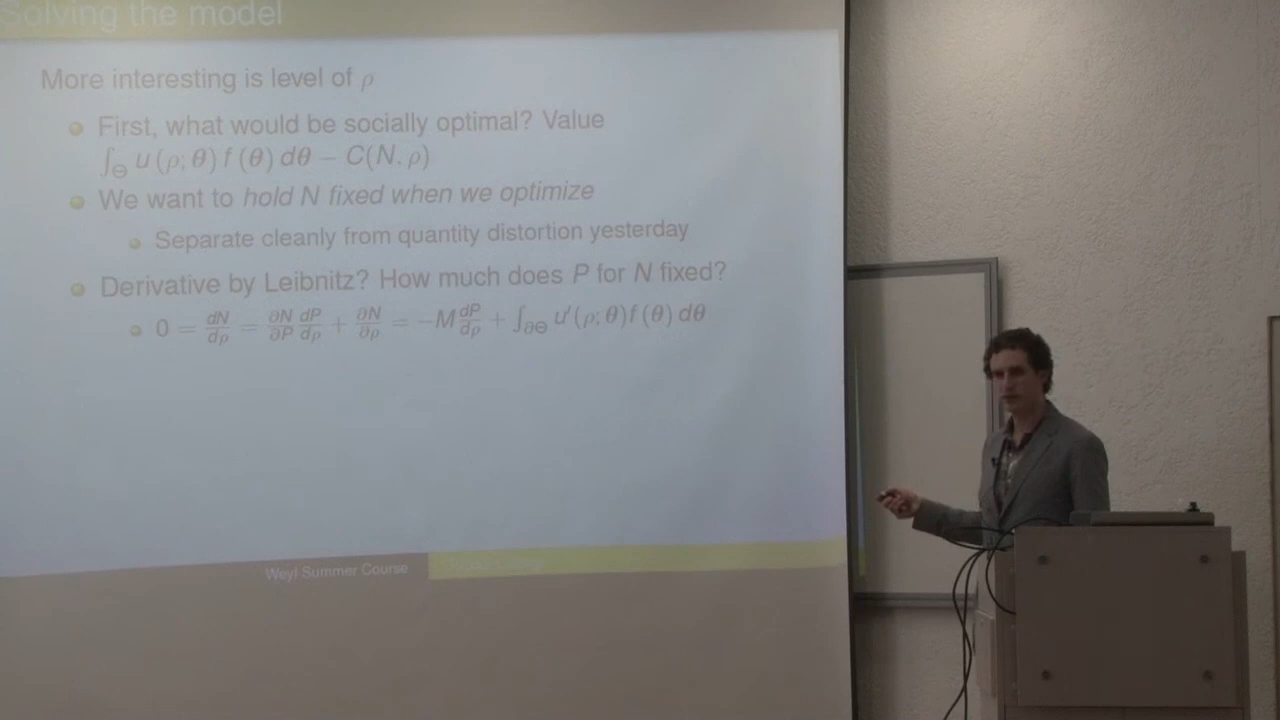 Solving the model
More interesting is level of ρ
First, what would be socially optimal? Value
∫_Θ u (ρ; θ) f (θ) dθ − C(N, ρ)
We want to hold N fixed when we optimize
Separate cleanly from quantity distortion yesterday
Derivative by Leibnitz? How much does P for N fixed?
0 = dN/dρ = ∂N/∂P dP/dρ + ∂N/∂ρ = −M dP/dρ + ∫_∂Θ u′(ρ; θ) f (θ) dθ
Weyl Summer Course